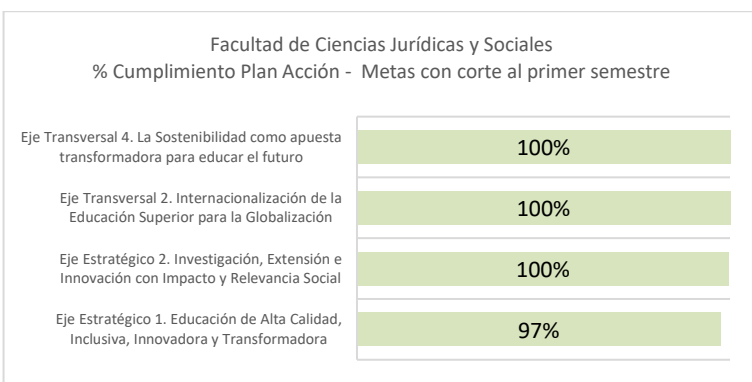 Facultad de Ciencias Jurídicas y Sociales
% Cumplimiento Plan Acción - Metas con corte al primer semestre
Eje Transversal 4. La Sostenibilidad como apuesta
transformadora para educar el futuro
100%
Eje Transversal 2. Internacionalización de la
Educación Superior para la Globalización
100%
Eje Estratégico 2. Investigación, Extensión e
Innovación con Impacto y Relevancia Social
100%
Eje Estratégico 1. Educación de Alta Calidad,
Inclusiva, Innovadora y Transformadora
97%